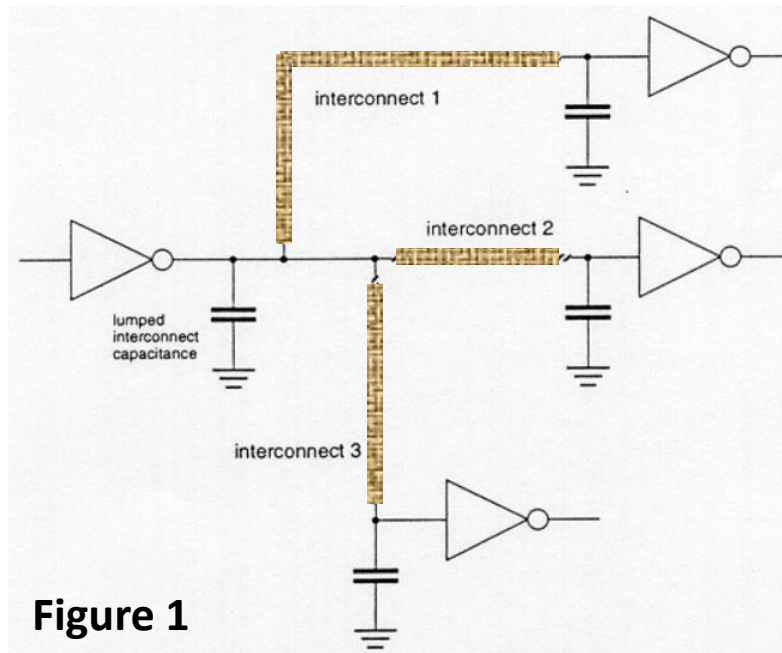 interconnect 1
interconnect 2
lumped
interconnect
capacitance
interconnect 3
Figure 1